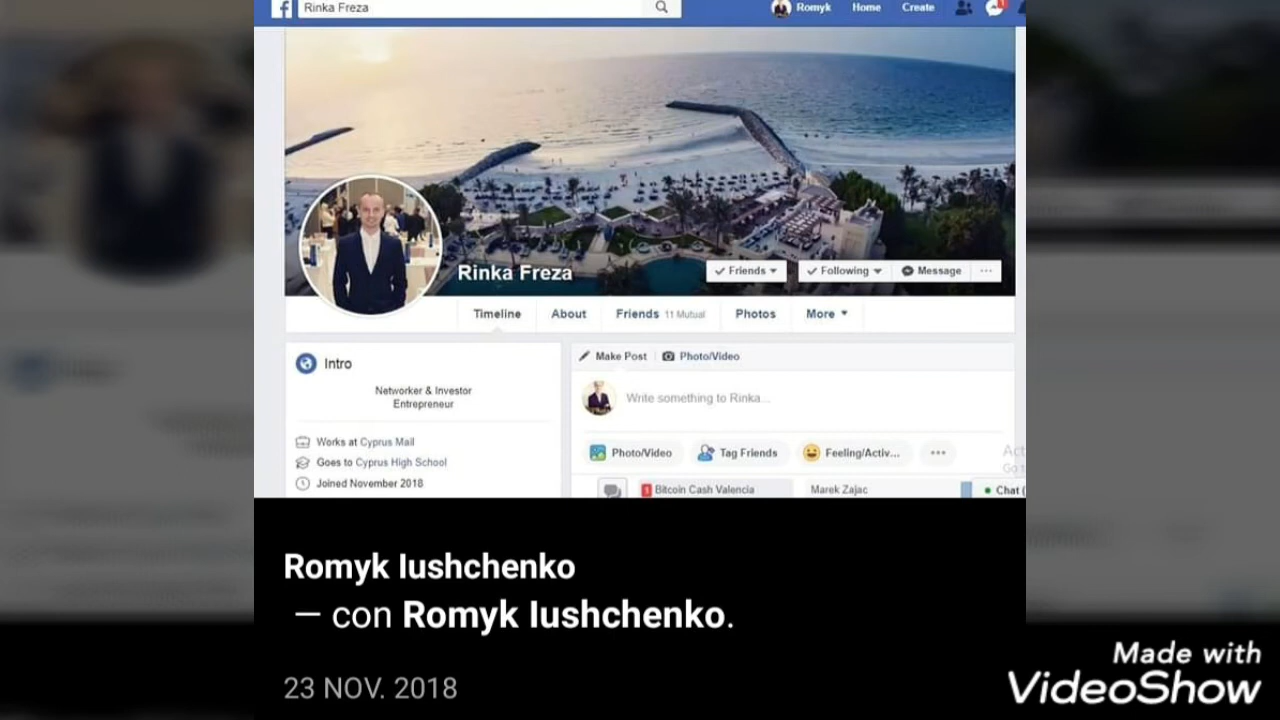 f Rinka Freza Romyk Home Create
Rinka Freza
Friends Following Message ...
Timeline About Friends 11 Mutual Photos More
Intro
Networker & Investor
Entrepreneur
Works at Cyprus Mail
Goes to Cyprus High School
Joined November 2018
Make Post Photo/Video
Write something to Rinka...
Photo/Video Tag Friends Feeling/Activ... ...
1 Bitcoin Cash Valencia Marek Zajac Chat (
Romyk Iushchenko
— con Romyk Iushchenko.
23 NOV. 2018
Made with
VideoShow